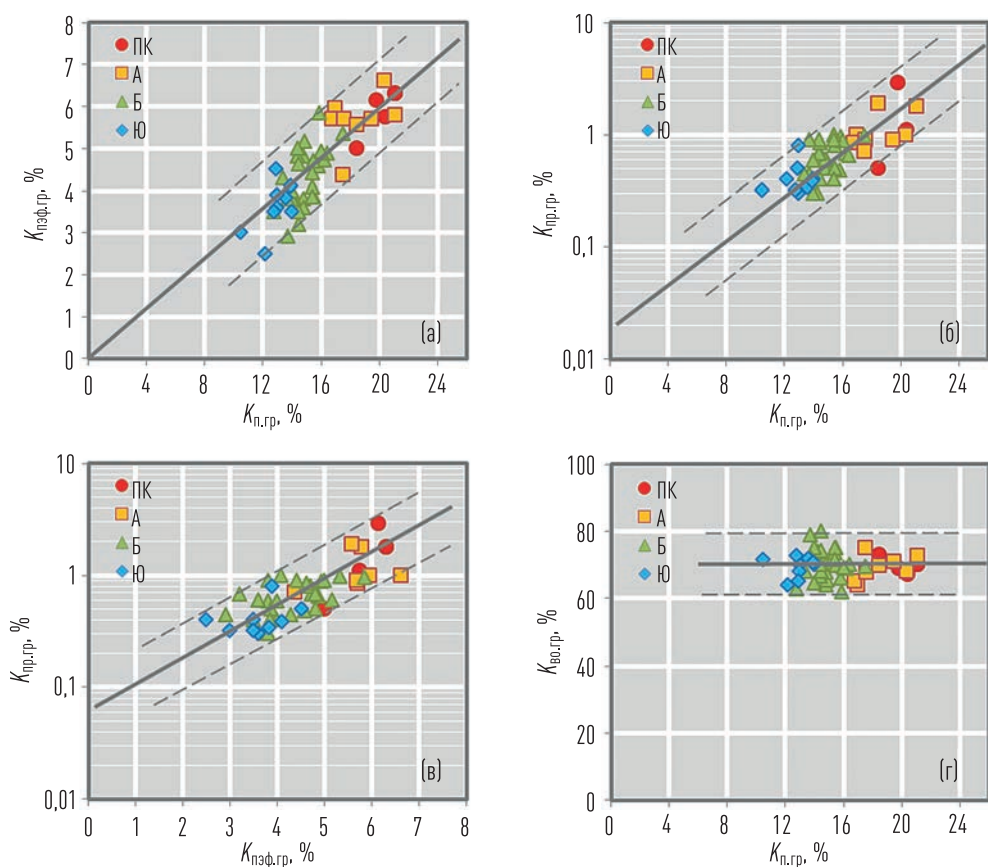 8
7
6
5
4
3
2
1
0
ПК
А
Б
Ю
(а)
0 4 8 12 16 20 24
Kп.гр, %
Kпэф.гр, %
10
1
0,1
0,01
ПК
А
Б
Ю
(б)
0 4 8 12 16 20 24
Kп.гр, %
Kпр.гр, %
10
1
0,1
0,01
ПК
А
Б
Ю
(в)
0 1 2 3 4 5 6 7 8
Kпэф.гр, %
Kпр.гр, %
100
80
60
40
20
0
ПК
А
Б
Ю
(г)
0 4 8 12 16 20 24
Kп.гр, %
Kво.гр, %